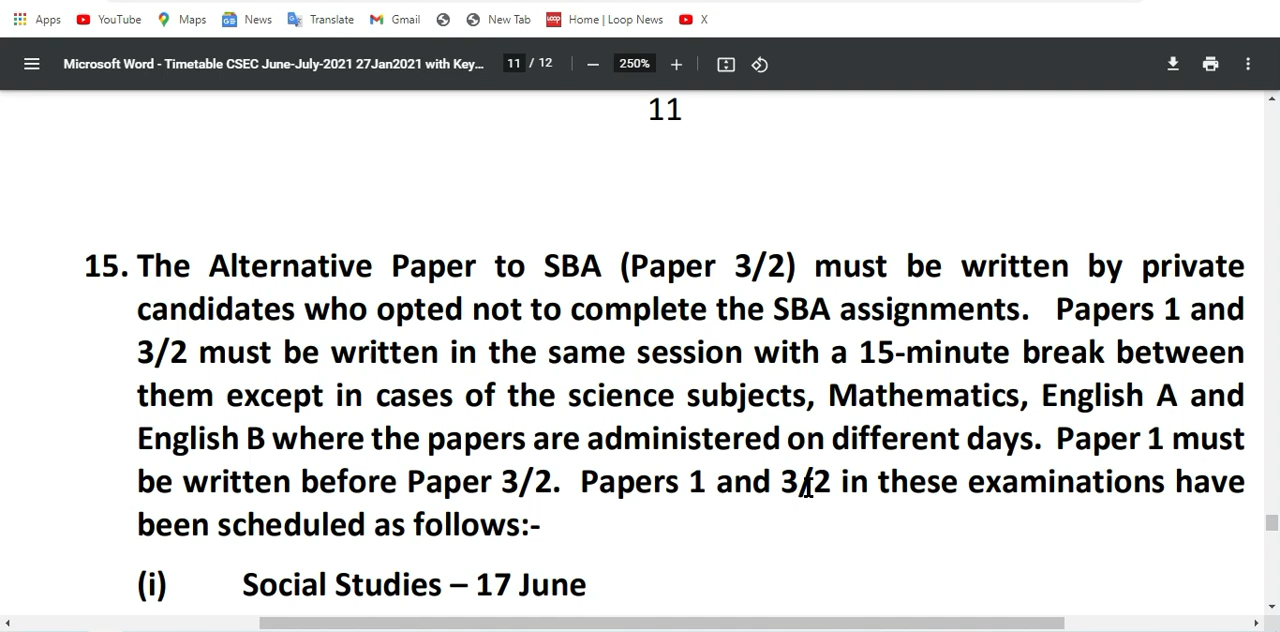 Apps YouTube Maps News Translate Gmail New Tab Home | Loop News X
Microsoft Word - Timetable CSEC June-July-2021 27Jan2021 with Key... 11 / 12 — 250% +
11
15. The Alternative Paper to SBA (Paper 3/2) must be written by private
candidates who opted not to complete the SBA assignments. Papers 1 and
3/2 must be written in the same session with a 15-minute break between
them except in cases of the science subjects, Mathematics, English A and
English B where the papers are administered on different days. Paper 1 must
be written before Paper 3/2. Papers 1 and 3/2 in these examinations have
been scheduled as follows:-
(i) Social Studies – 17 June